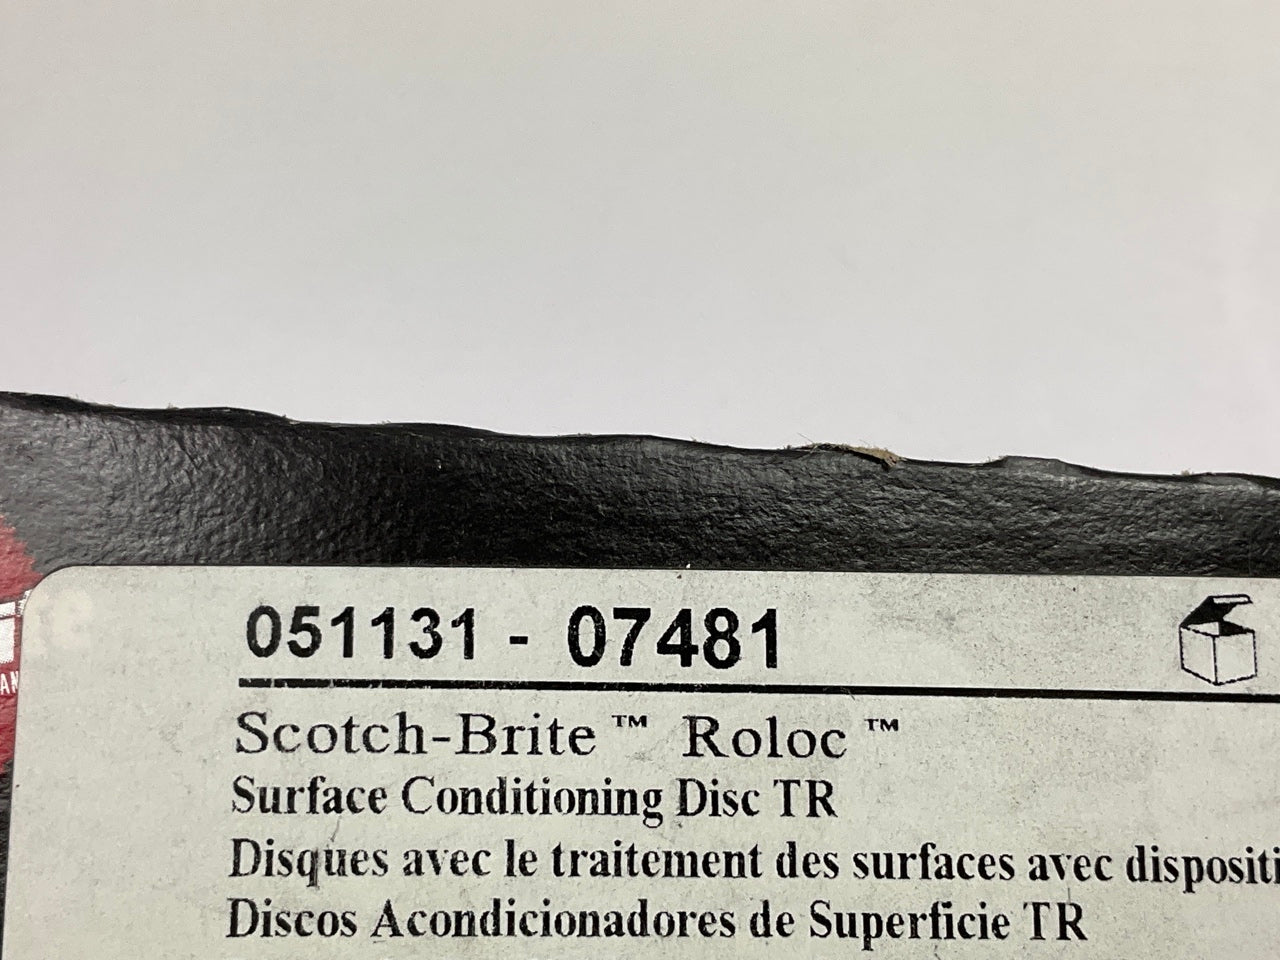 051131 - 07481
Scotch-Brite™ Roloc™
Surface Conditioning Disc TR
Disques avec le traitement des surfaces avec dispositi
Discos Acondicionadores de Superficie TR
AN